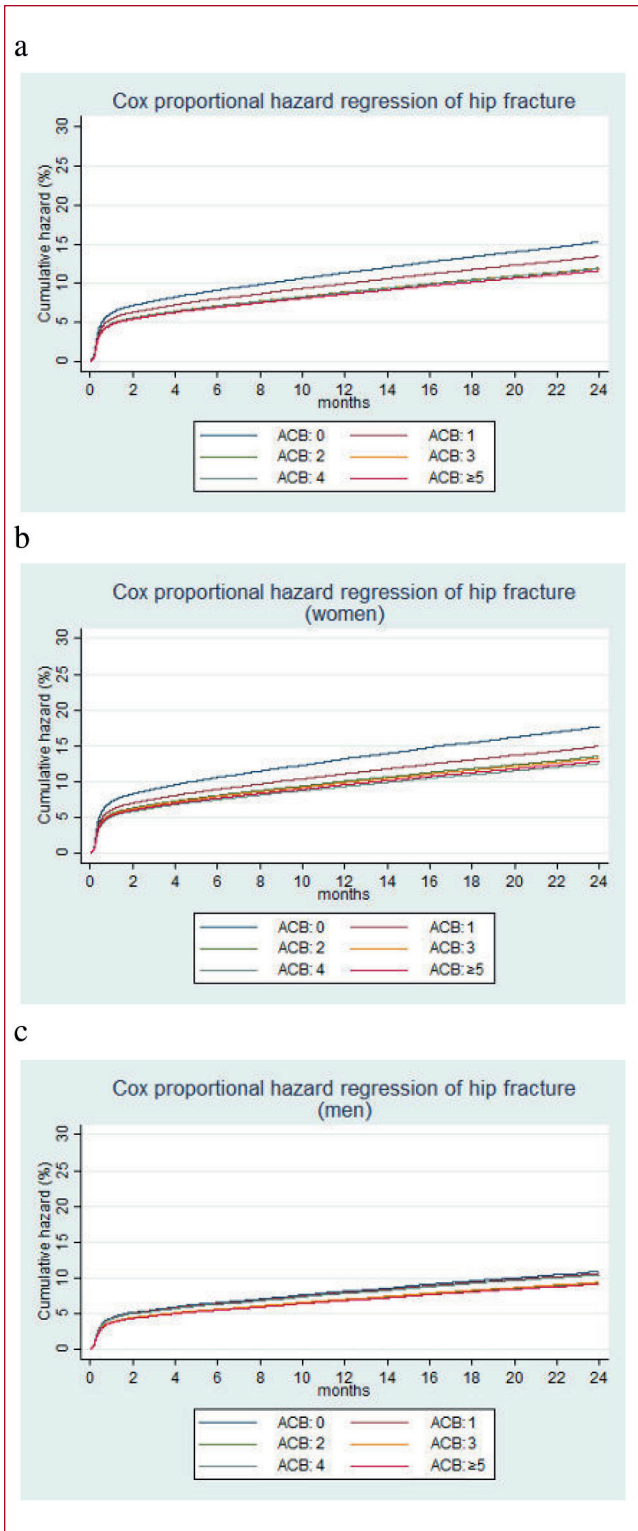 a
Cox proportional hazard regression of hip fracture
30
25
20
15
10
5
0
Cumulative hazard (%)
0 2 4 6 8 10 12 14 16 18 20 22 24
months
ACB: 0 ACB: 1
ACB: 2 ACB: 3
ACB: 4 ACB: ≥5
b
Cox proportional hazard regression of hip fracture
(women)
30
25
20
15
10
5
0
Cumulative hazard (%)
0 2 4 6 8 10 12 14 16 18 20 22 24
months
ACB: 0 ACB: 1
ACB: 2 ACB: 3
ACB: 4 ACB: ≥5
c
Cox proportional hazard regression of hip fracture
(men)
30
25
20
15
10
5
0
Cumulative hazard (%)
0 2 4 6 8 10 12 14 16 18 20 22 24
months
ACB: 0 ACB: 1
ACB: 2 ACB: 3
ACB: 4 ACB: ≥5